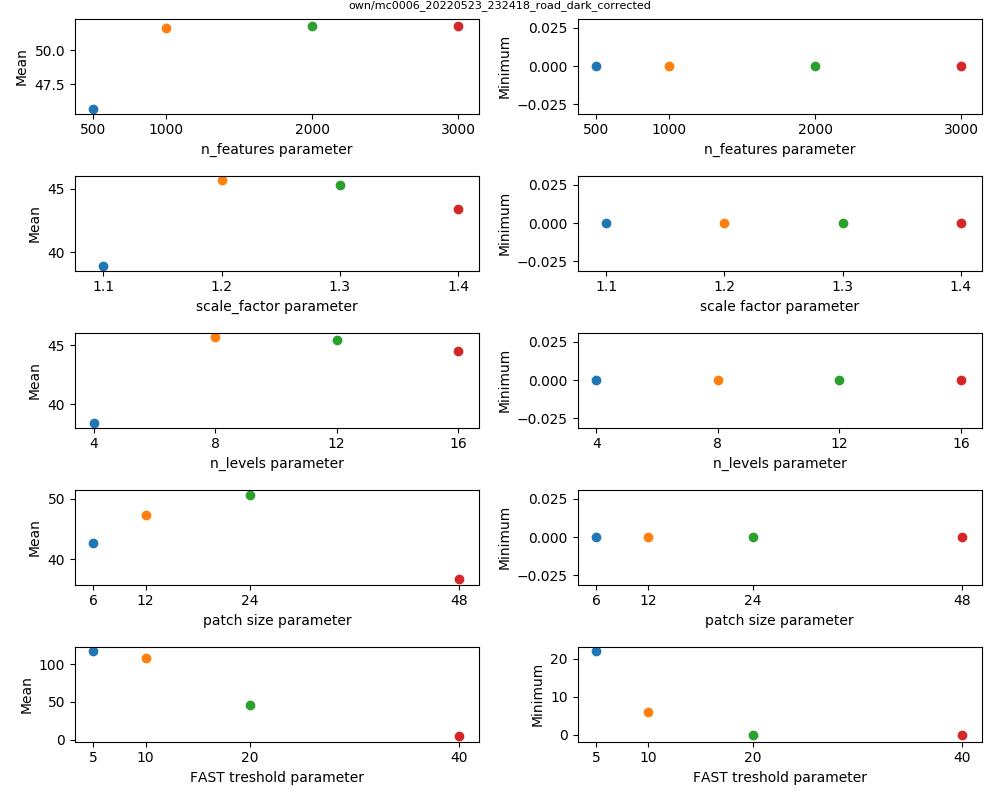 own/mc0006_20220523_232418_road_dark_corrected
Mean
50.0
47.5
500 1000 2000 3000
n_features parameter
Minimum
0.025
0.000
−0.025
500 1000 2000 3000
n_features parameter
Mean
45
40
1.1 1.2 1.3 1.4
scale_factor parameter
Minimum
0.025
0.000
−0.025
1.1 1.2 1.3 1.4
scale factor parameter
Mean
45
40
4 8 12 16
n_levels parameter
Minimum
0.025
0.000
−0.025
4 8 12 16
n_levels parameter
Mean
50
40
6 12 24 48
patch size parameter
Minimum
0.025
0.000
−0.025
6 12 24 48
patch size parameter
Mean
100
50
0
5 10 20 40
FAST treshold parameter
Minimum
20
10
0
5 10 20 40
FAST treshold parameter